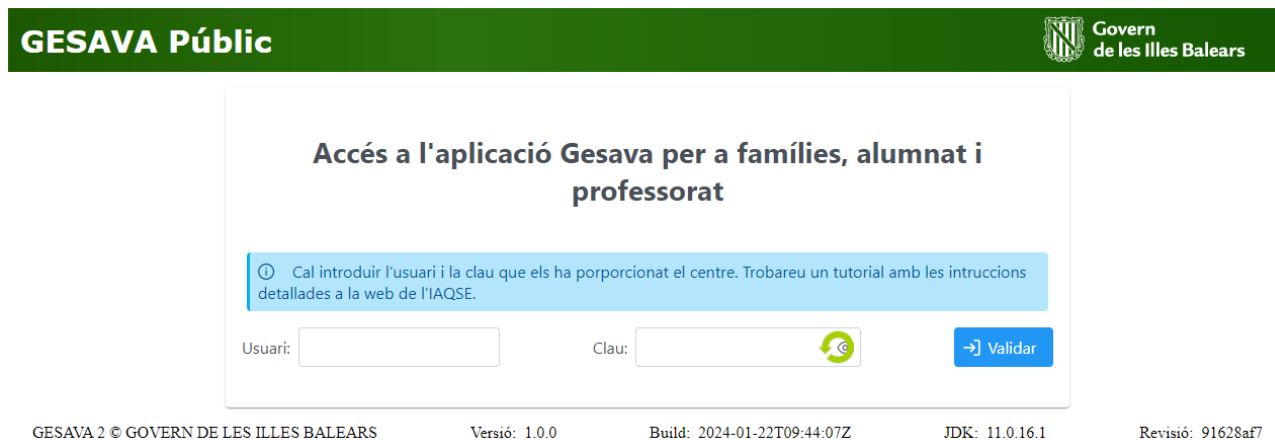 GESAVA Públic
Govern
de les Illes Balears
Accés a l'aplicació Gesava per a famílies, alumnat i
professorat
Cal introduir l'usuari i la clau que els ha porporcionat el centre. Trobareu un tutorial amb les intruccions
detallades a la web de l'IAQSE.
Usuari:
Clau:
Validar
GESAVA 2 © GOVERN DE LES ILLES BALEARS Versió: 1.0.0 Build: 2024-01-22T09:44:07Z JDK: 11.0.16.1 Revisió: 91628af7